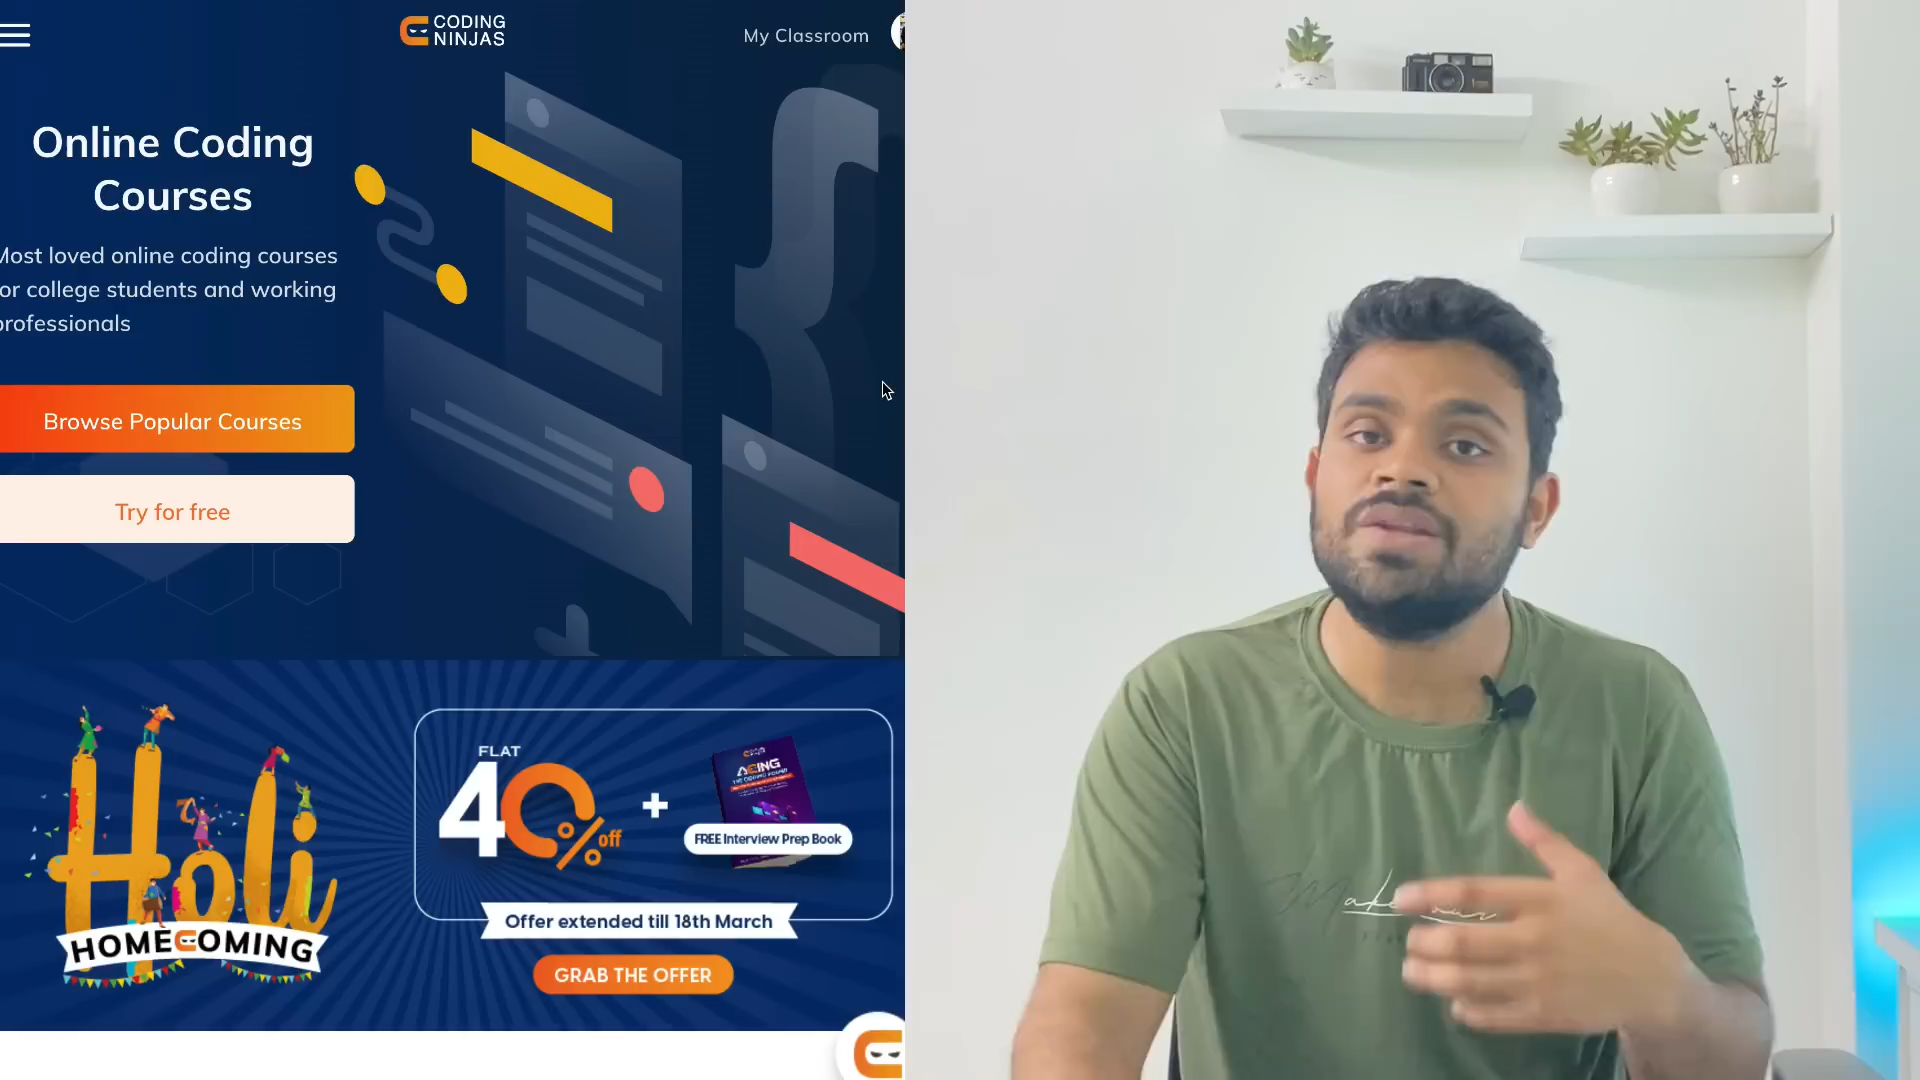 CODING
NINJAS
My Classroom
Online Coding
Courses
Most loved online coding courses
for college students and working
professionals
Browse Popular Courses
Try for free
Holi
HOMECOMING
FLAT
40% off
+
ACING
FREE Interview Prep Book
Offer extended till 18th March
GRAB THE OFFER